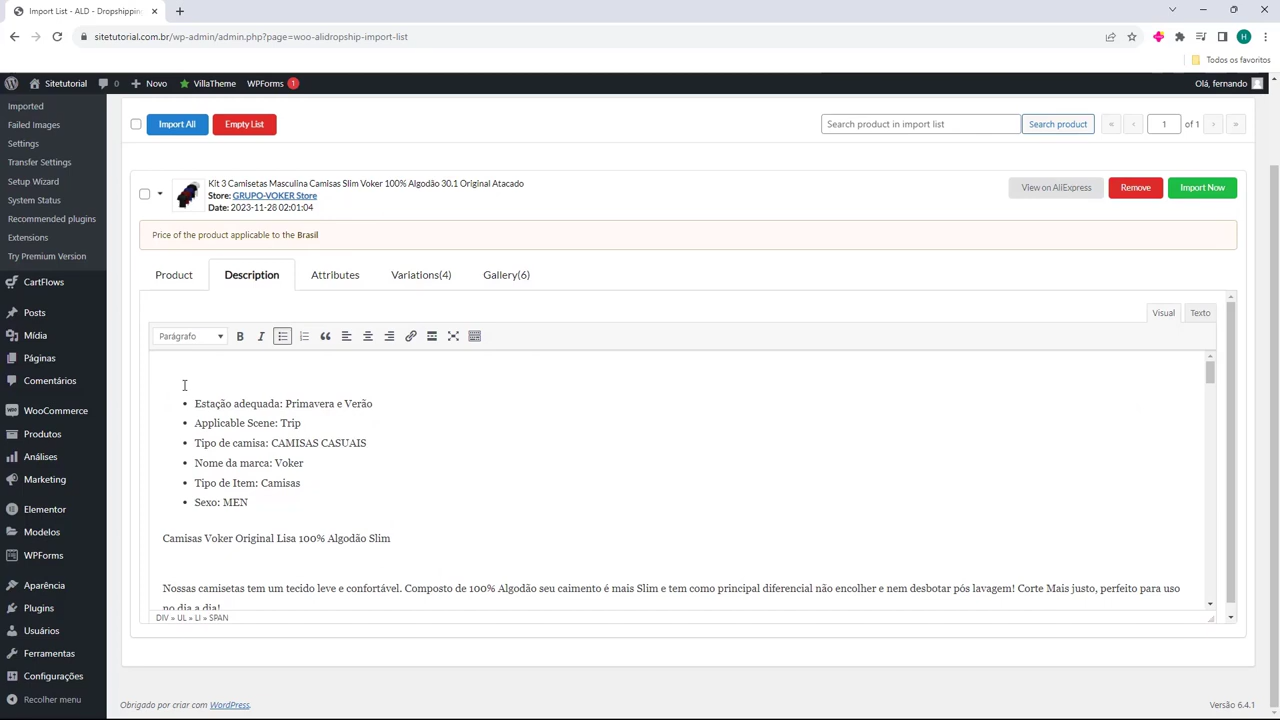 Import List - ALD - Dropshipping
sitetutorial.com.br/wp-admin/admin.php?page=woo-alidropship-import-list
H
Todos os favoritos
Sitetutorial
0
Novo
VillaTheme
WPForms 1
Olá, fernando
Imported
Failed Images
Settings
Transfer Settings
Setup Wizard
System Status
Recommended plugins
Extensions
Try Premium Version
CartFlows
Posts
Mídia
Páginas
Comentários
WooCommerce
Produtos
Análises
Marketing
Elementor
Modelos
WPForms
Aparência
Plugins
Usuários
Ferramentas
Configurações
Recolher menu
Import All
Empty List
Search product in import list
Search product
«
‹
1
of 1
›
»
Kit 3 Camisetas Masculina Camisas Slim Voker 100% Algodão 30.1 Original Atacado
Store: GRUPO-VOKER Store
Date: 2023-11-28 02:01:04
View on AliExpress
Remove
Import Now
Price of the product applicable to the Brasil
Product
Description
Attributes
Variations(4)
Gallery(6)
Visual
Texto
Parágrafo
B
I
• Estação adequada: Primavera e Verão
• Applicable Scene: Trip
• Tipo de camisa: CAMISAS CASUAIS
• Nome da marca: Voker
• Tipo de Item: Camisas
• Sexo: MEN
Camisas Voker Original Lisa 100% Algodão Slim
Nossas camisetas tem um tecido leve e confortável. Composto de 100% Algodão seu caimento é mais Slim e tem como principal diferencial não encolher e nem desbotar pós lavagem! Corte Mais justo, perfeito para uso
no dia a dia!
DIV » UL » LI » SPAN
Obrigado por criar com WordPress.
Versão 6.4.1